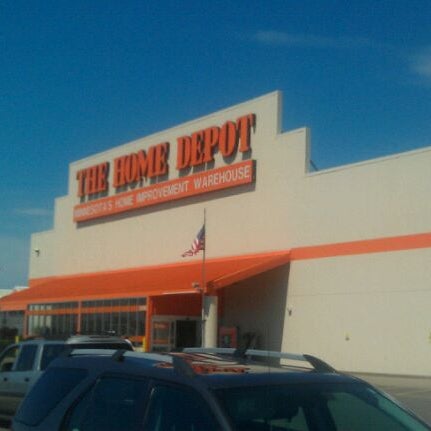 THE HOME DEPOT
MINNESOTA'S HOME IMPROVEMENT WAREHOUSE